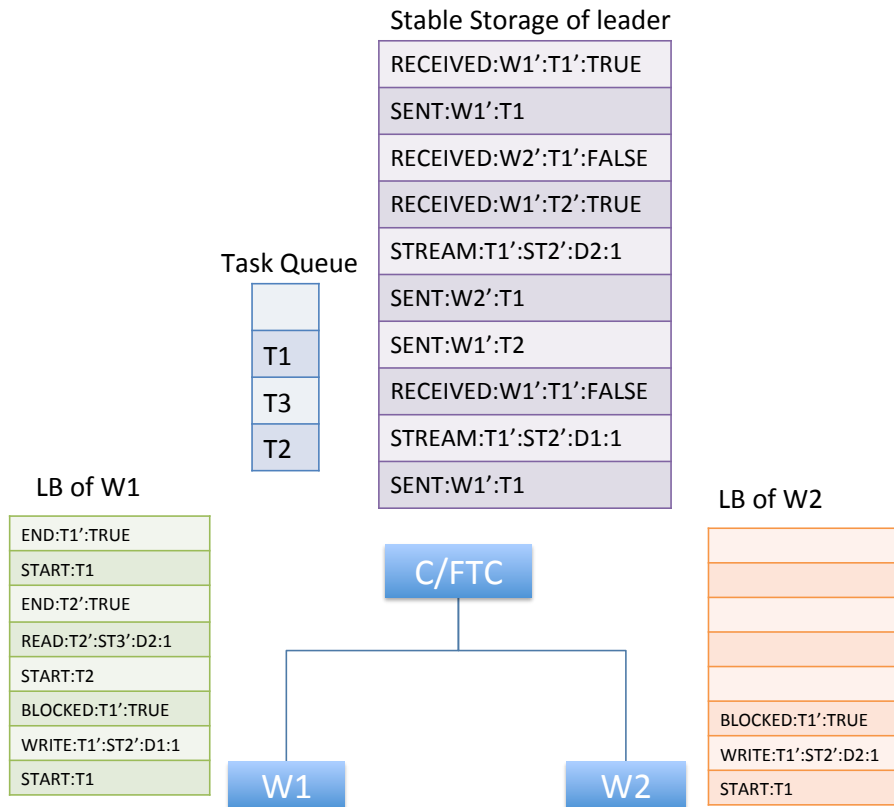 Stable Storage of leader
RECEIVED:W1’:T1’:TRUE
SENT:W1’:T1
RECEIVED:W2’:T1’:FALSE
RECEIVED:W1’:T2’:TRUE
STREAM:T1’:ST2’:D2:1
SENT:W2’:T1
SENT:W1’:T2
RECEIVED:W1’:T1’:FALSE
STREAM:T1’:ST2’:D1:1
SENT:W1’:T1
Task Queue
T1
T3
T2
LB of W1
END:T1’:TRUE
START:T1
END:T2’:TRUE
READ:T2’:ST3’:D2:1
START:T2
BLOCKED:T1’:TRUE
WRITE:T1’:ST2’:D1:1
START:T1
C/FTC
W1
W2
LB of W2
BLOCKED:T1’:TRUE
WRITE:T1’:ST2’:D2:1
START:T1